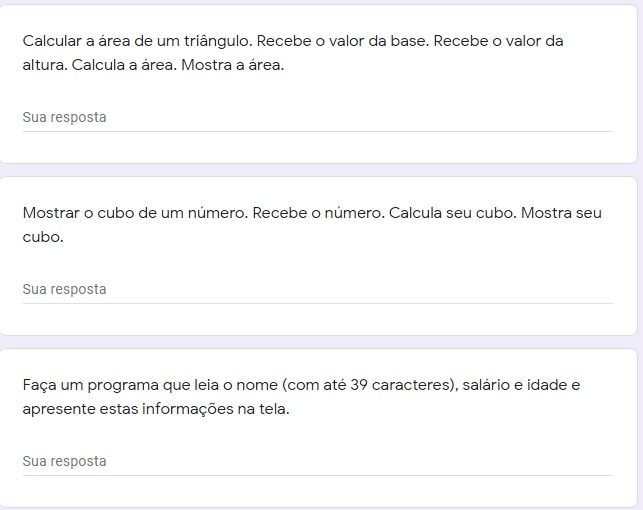 Calcular a área de um triângulo. Recebe o valor da base. Recebe o valor da
altura. Calcula a área. Mostra a área.
Sua resposta
Mostrar o cubo de um número. Recebe o número. Calcula seu cubo. Mostra seu
cubo.
Sua resposta
Faça um programa que leia o nome (com até 39 caracteres), salário e idade e
apresente estas informações na tela.
Sua resposta